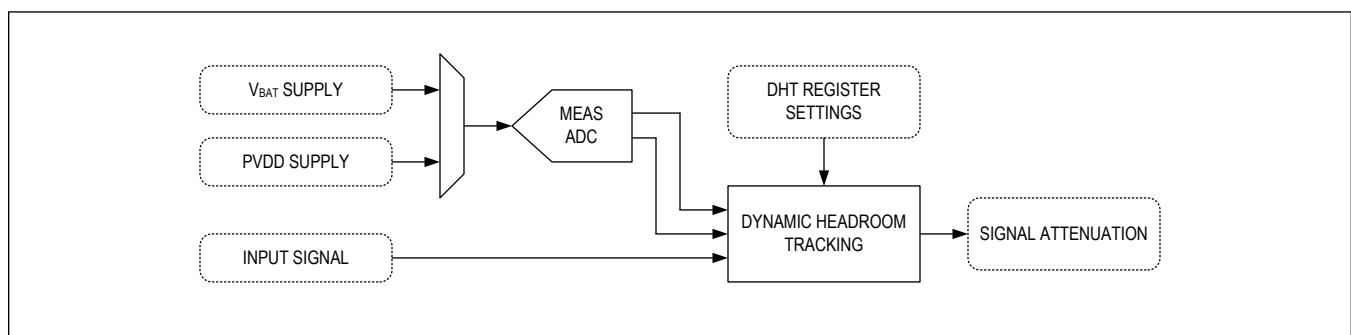 VBAT SUPPLY
PVDD SUPPLY
INPUT SIGNAL
MEAS
ADC
DHT REGISTER
SETTINGS
DYNAMIC HEADROOM
TRACKING
SIGNAL ATTENUATION